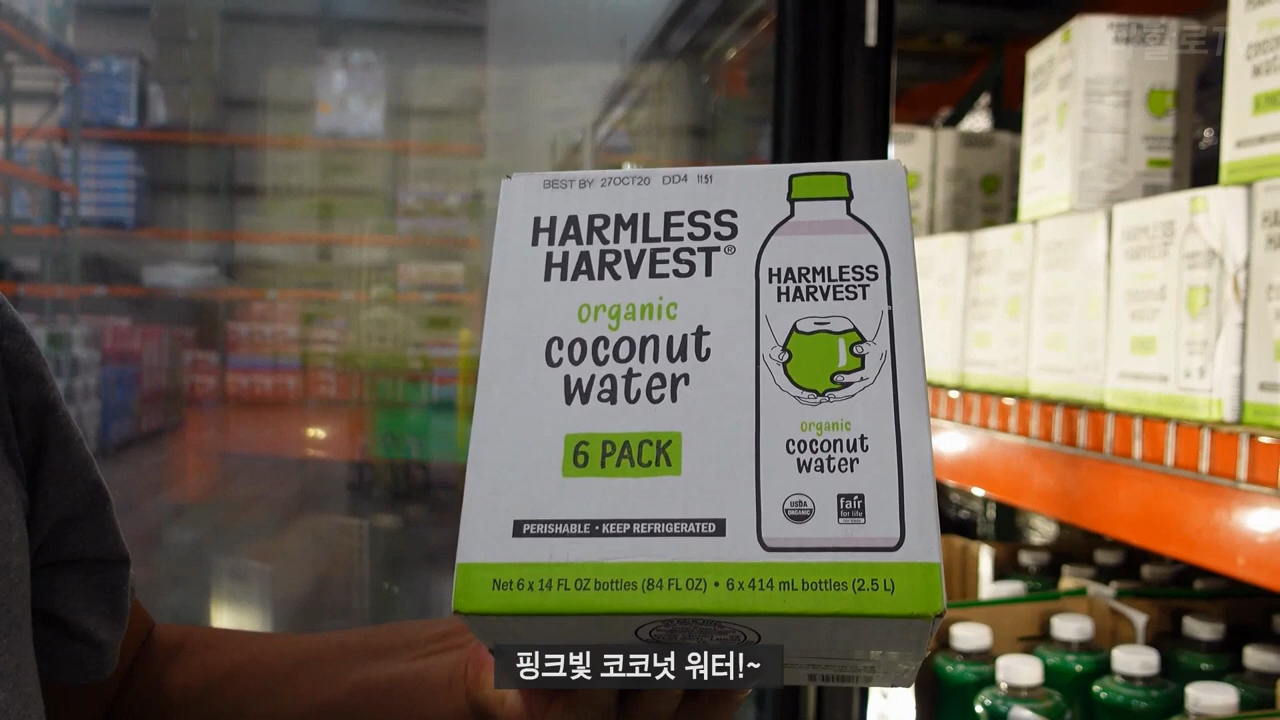 BEST BY 27OCT20 DD4 1151
HARMLESS
HARVEST®
organic
coconut
water
6 PACK
PERISHABLE • KEEP REFRIGERATED
HARMLESS
HARVEST
organic
coconut
water
USDA
ORGANIC
fair
for life
Net 6 x 14 FL OZ bottles (84 FL OZ) • 6 x 414 mL bottles (2.5 L)
핑크빛 코코넛 워터!~